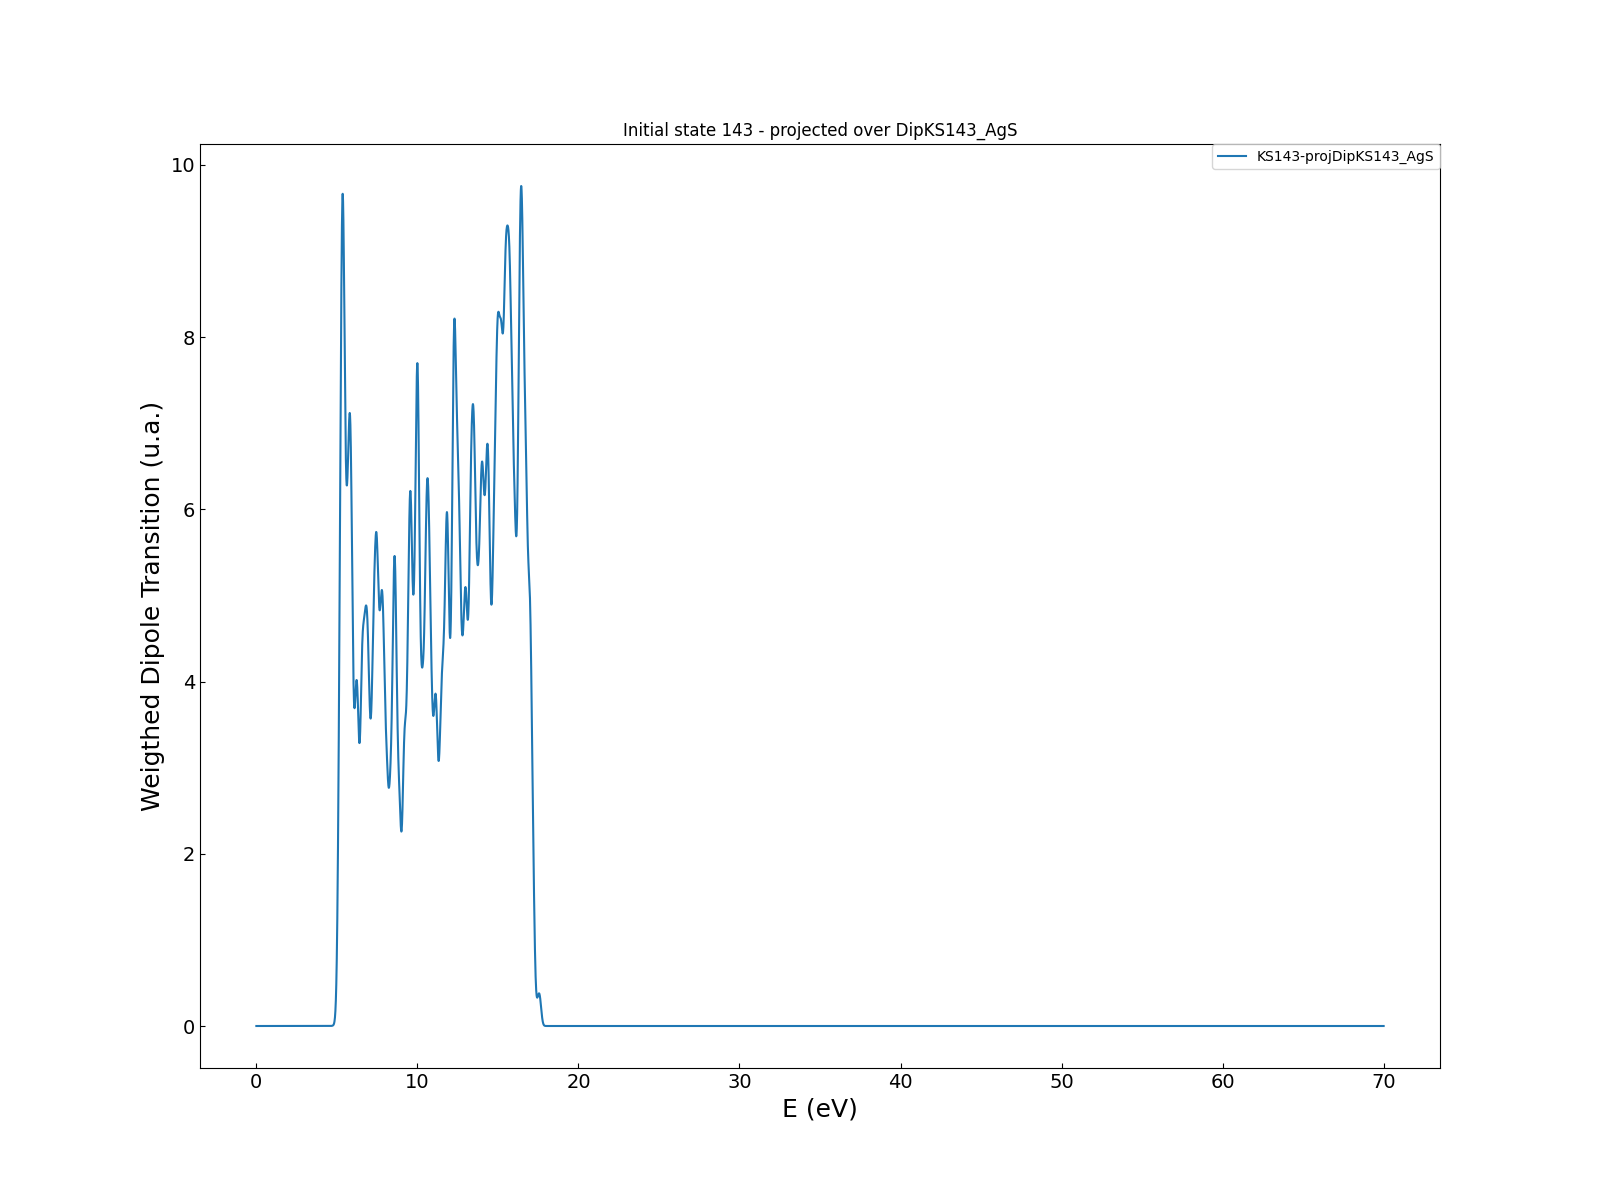 Initial state 143 - projected over DipKS143_AgS
KS143-projDipKS143_AgS
Weigthed Dipole Transition (u.a.)
10
8
6
4
2
0
0 10 20 30 40 50 60 70
E (eV)